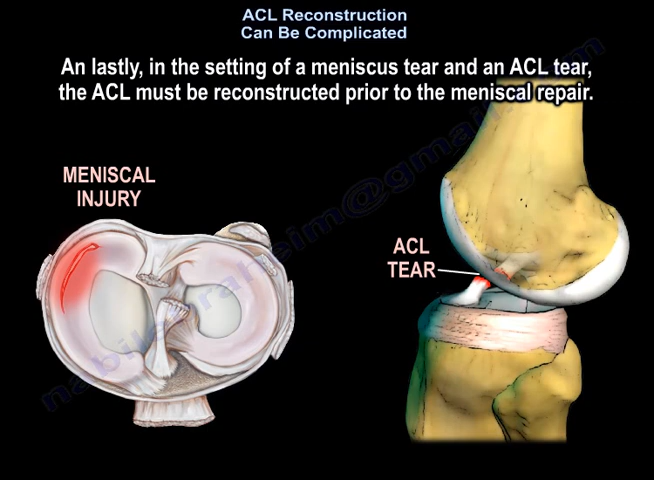 ACL Reconstruction
Can Be Complicated
An lastly, in the setting of a meniscus tear and an ACL tear,
the ACL must be reconstructed prior to the meniscal repair.
MENISCAL
INJURY
ACL
TEAR